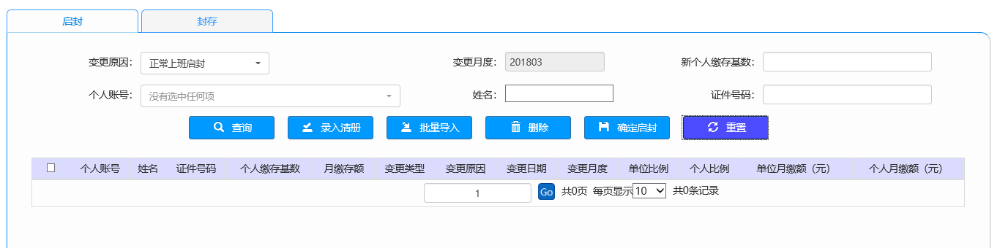 启封 封存
变更原因: 正常上班启封 变更月度: 201803 新个人缴存基数:
个人账号: 没有选中任何项 姓名: 证件号码:
查询 录入清册 批量导入 删除 确定启封 重置
个人账号 姓名 证件号码 个人缴存基数 月缴存额 变更类型 变更原因 变更日期 变更月度 单位比例 个人比例 单位月缴额（元） 个人月缴额（元）
1 Go 共0页 每页显示 10 共0条记录